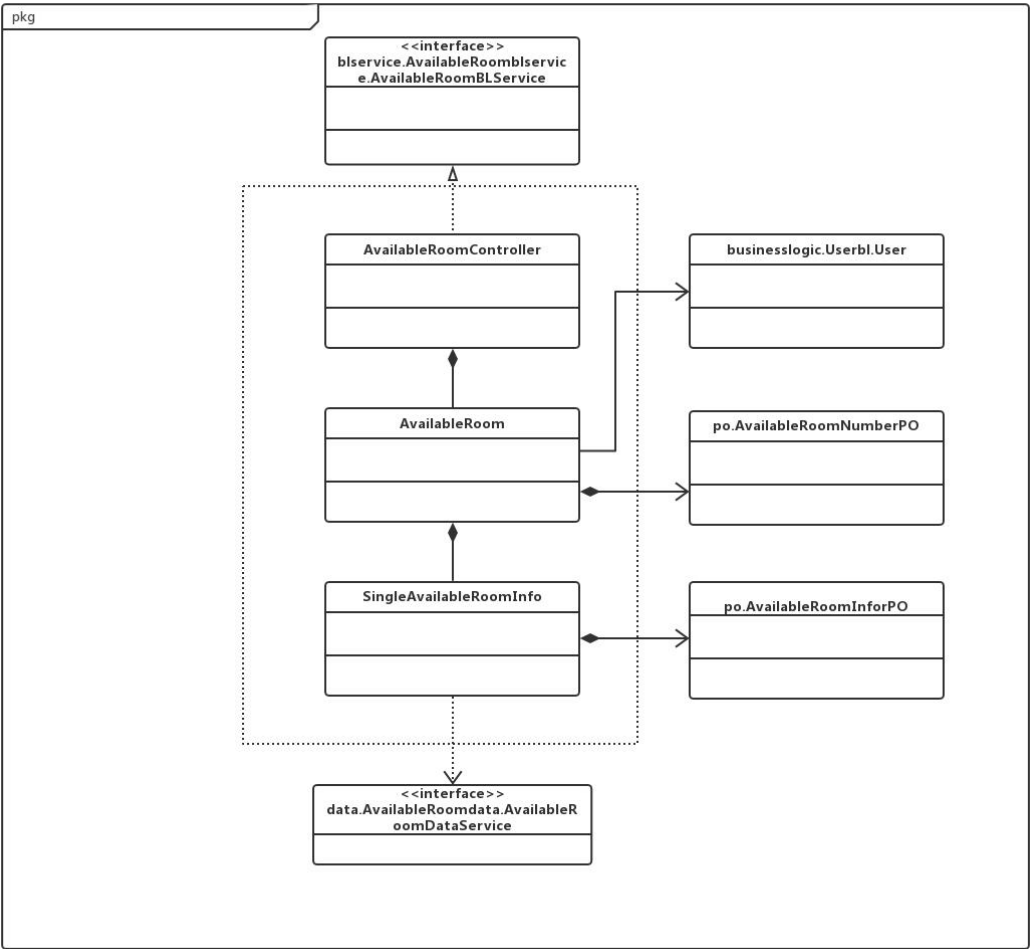 pkg
<<interface>>
blservice.AvailableRoomblservic
e.AvailableRoomBLService
AvailableRoomController
businesslogic.Userbl.User
AvailableRoom
po.AvailableRoomNumberPO
SingleAvailableRoomInfo
po.AvailableRoomInforPO
<<interface>>
data.AvailableRoomdata.AvailableR
oomDataService